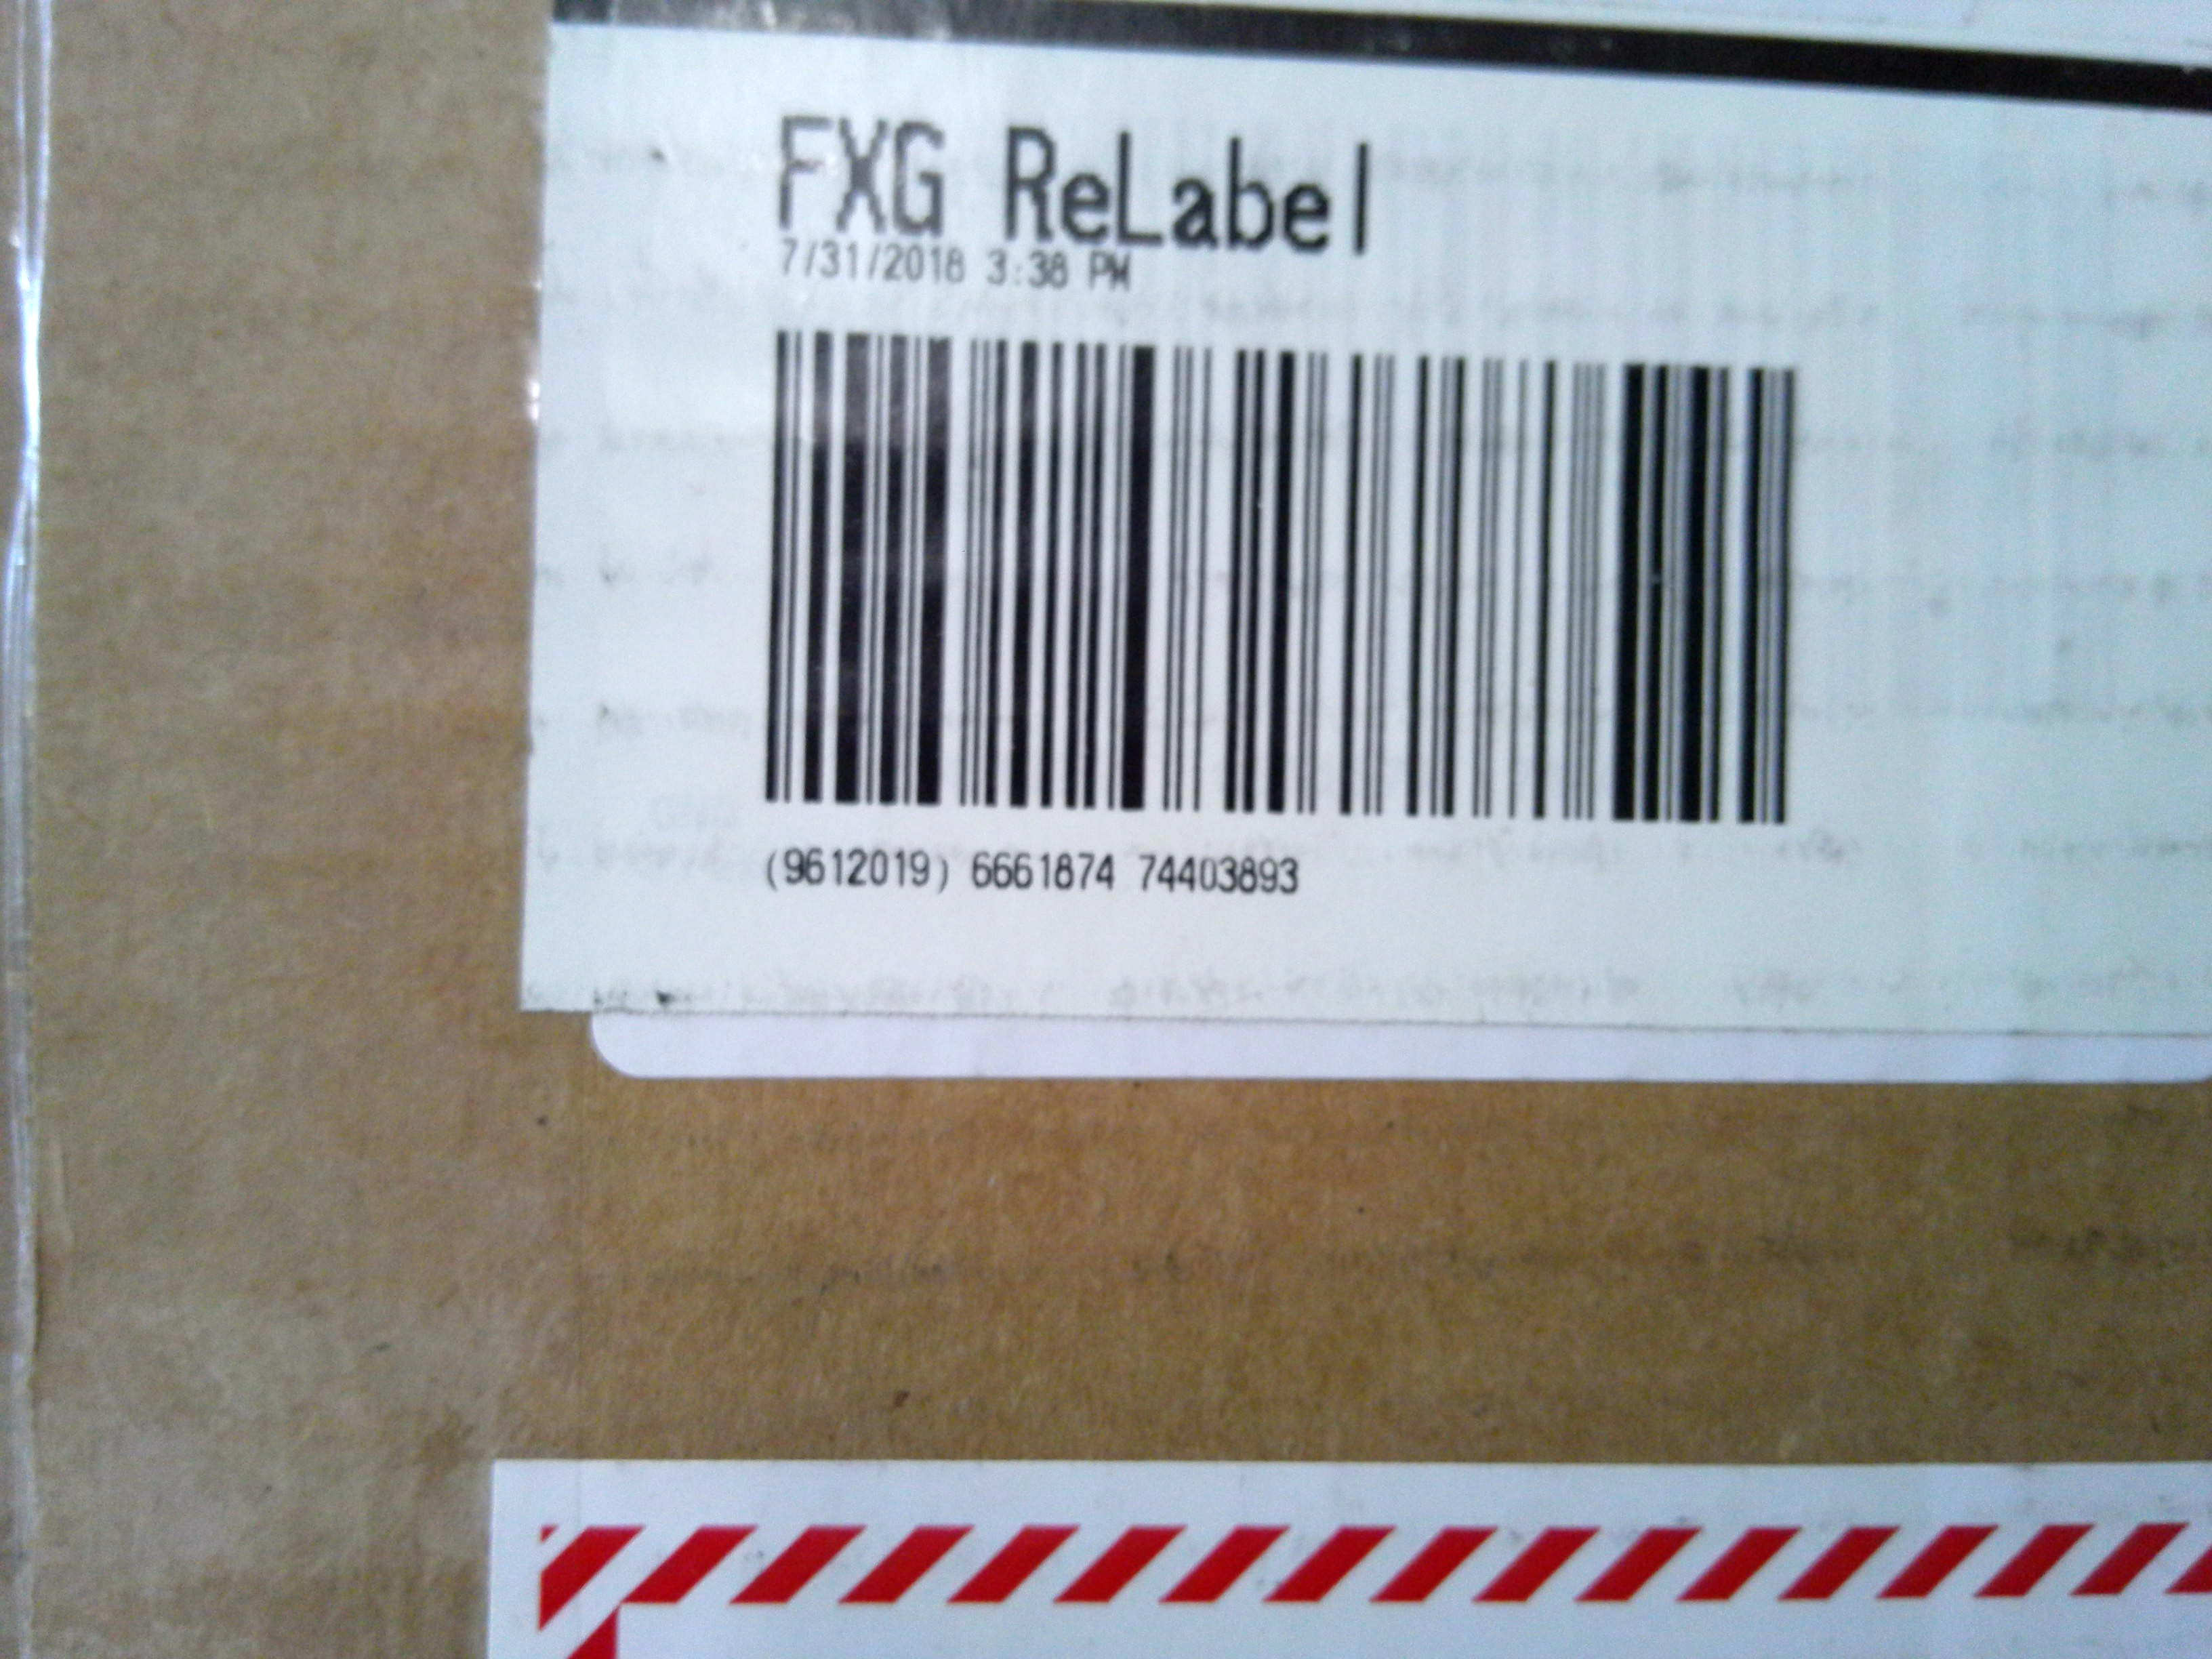 FXG ReLabel
7/31/2018 3:38 PM
(9612019) 6661874 74403893